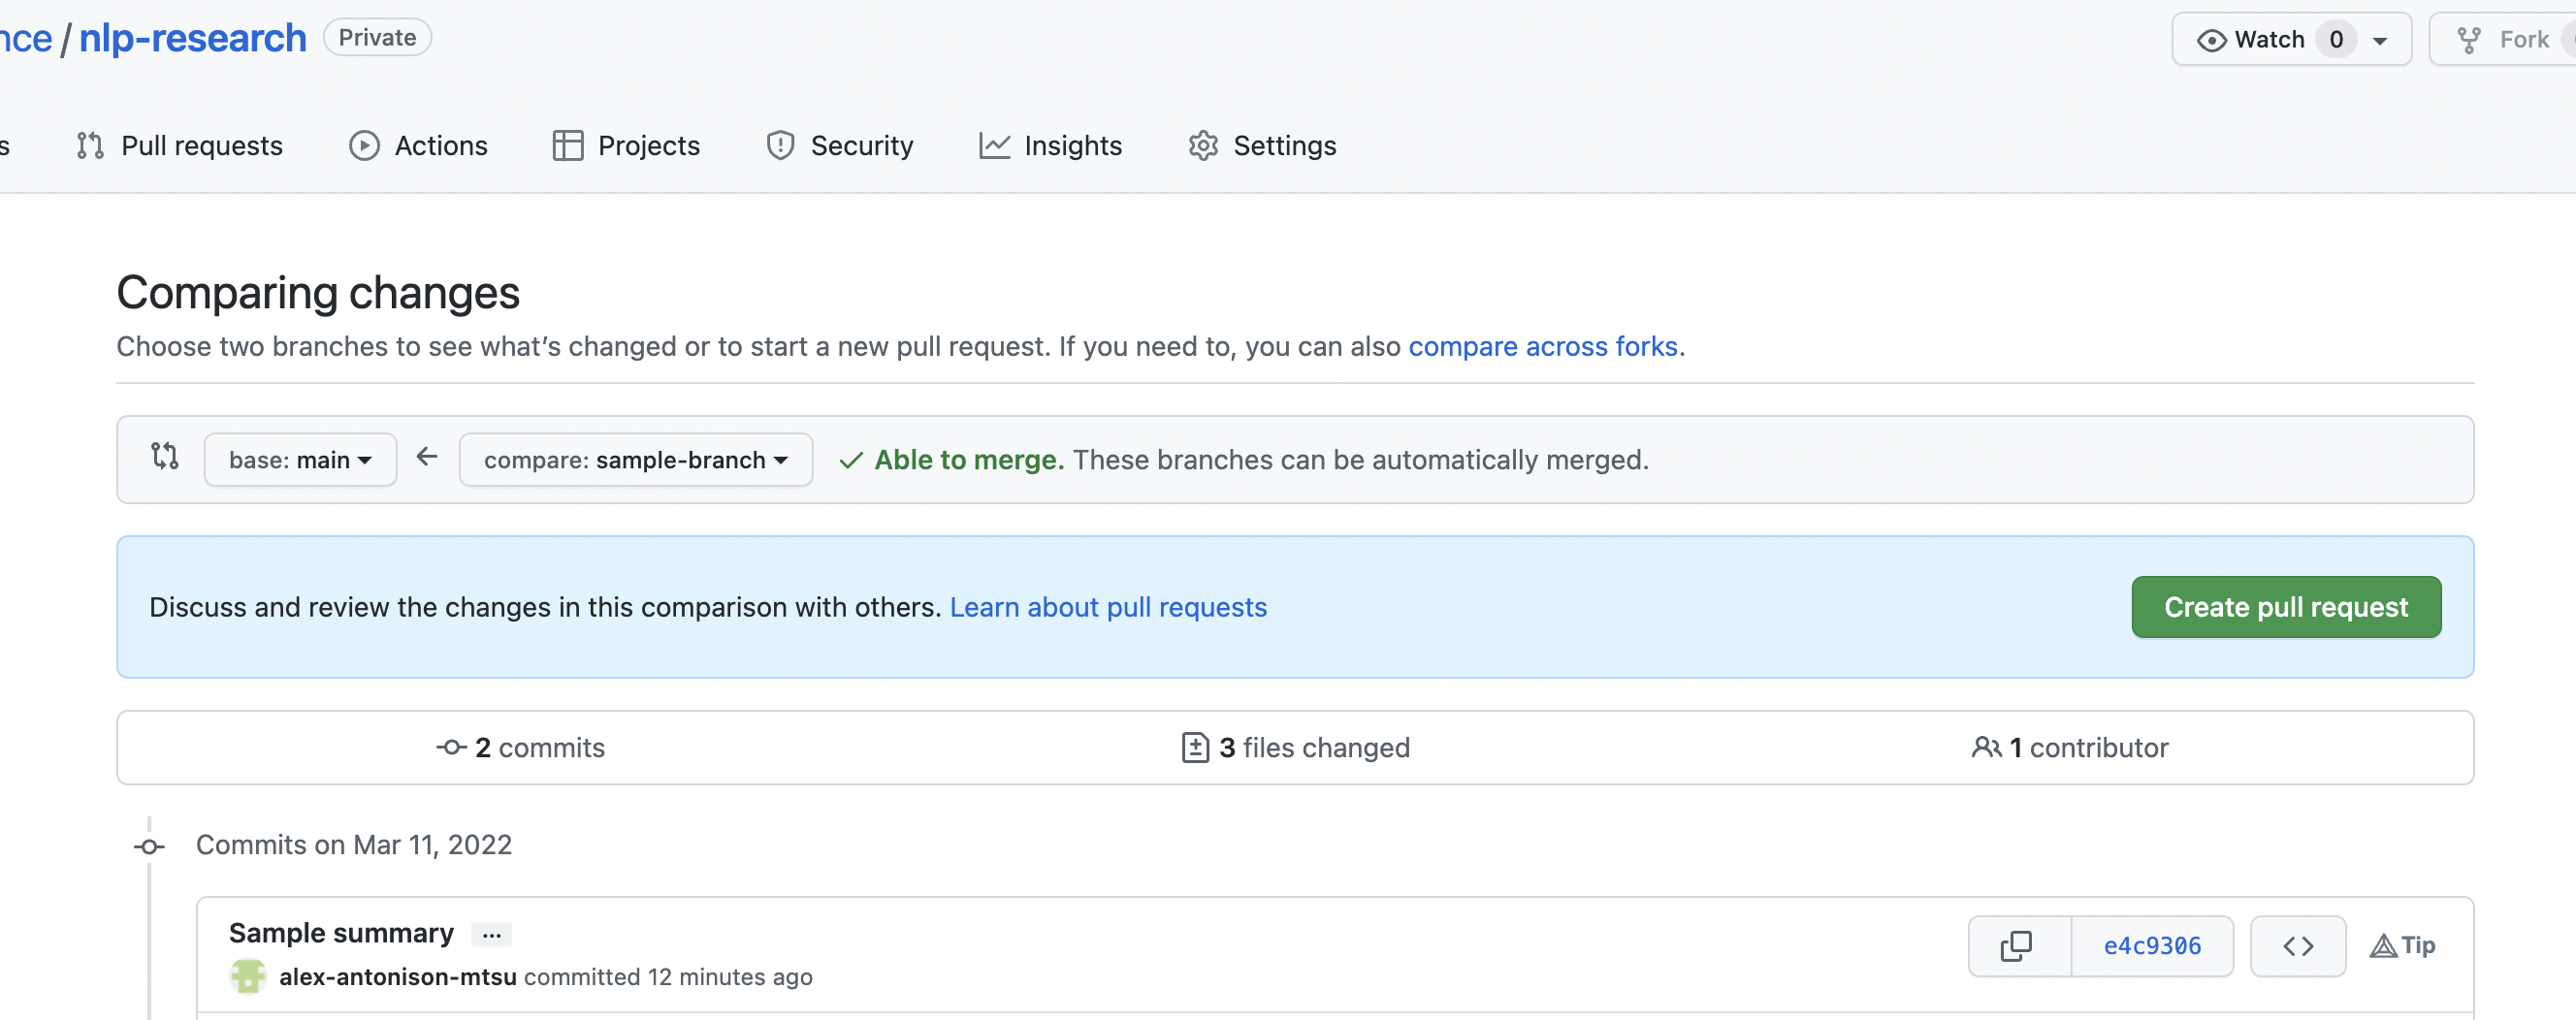 nce / nlp-research Private Watch 0 Fork
s Pull requests Actions Projects Security Insights Settings
Comparing changes
Choose two branches to see what’s changed or to start a new pull request. If you need to, you can also compare across forks.
base: main ← compare: sample-branch ✓ Able to merge. These branches can be automatically merged.
Discuss and review the changes in this comparison with others. Learn about pull requests Create pull request
2 commits 3 files changed 1 contributor
Commits on Mar 11, 2022
Sample summary ... e4c9306 <> Tip
alex-antonison-mtsu committed 12 minutes ago